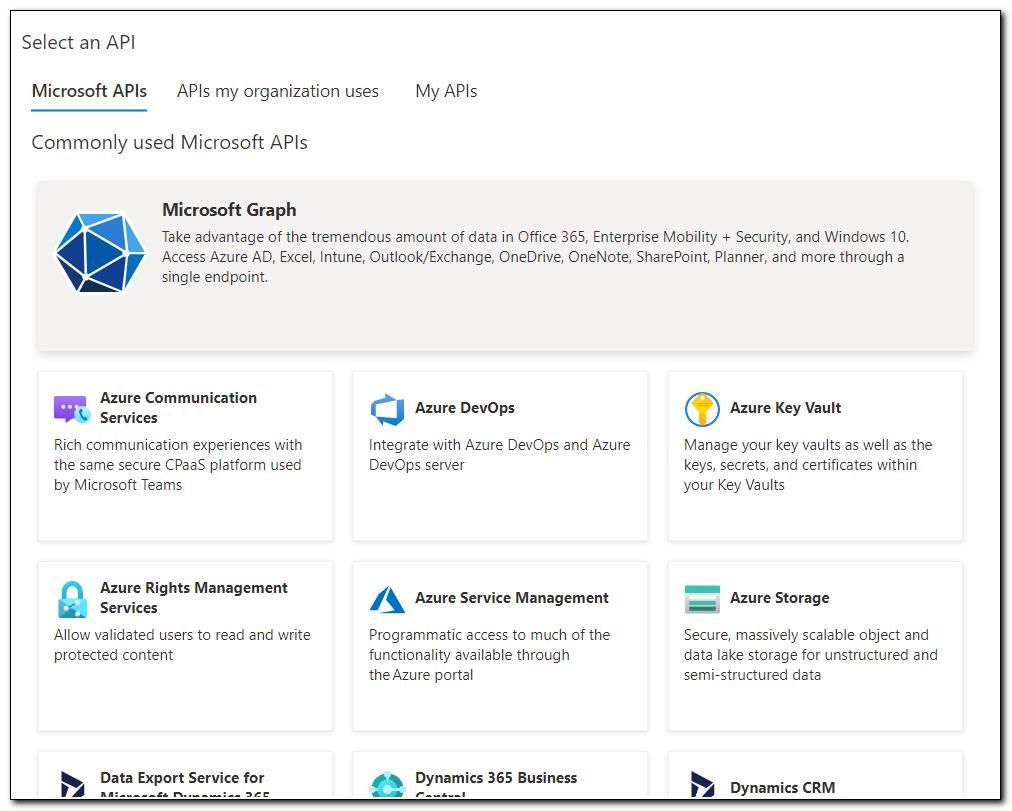 Select an API
Microsoft APIs
APIs my organization uses
My APIs
Commonly used Microsoft APIs
Microsoft Graph
Take advantage of the tremendous amount of data in Office 365, Enterprise Mobility + Security, and Windows 10.
Access Azure AD, Excel, Intune, Outlook/Exchange, OneDrive, OneNote, SharePoint, Planner, and more through a
single endpoint.
Azure Communication
Services
Rich communication experiences with
the same secure CPaaS platform used
by Microsoft Teams
Azure DevOps
Integrate with Azure DevOps and Azure
DevOps server
Azure Key Vault
Manage your key vaults as well as the
keys, secrets, and certificates within
your Key Vaults
Azure Rights Management
Services
Allow validated users to read and write
protected content
Azure Service Management
Programmatic access to much of the
functionality available through
the Azure portal
Azure Storage
Secure, massively scalable object and
data lake storage for unstructured and
semi-structured data
Data Export Service for
Microsoft Dynamics 365
Dynamics 365 Business
Central
Dynamics CRM